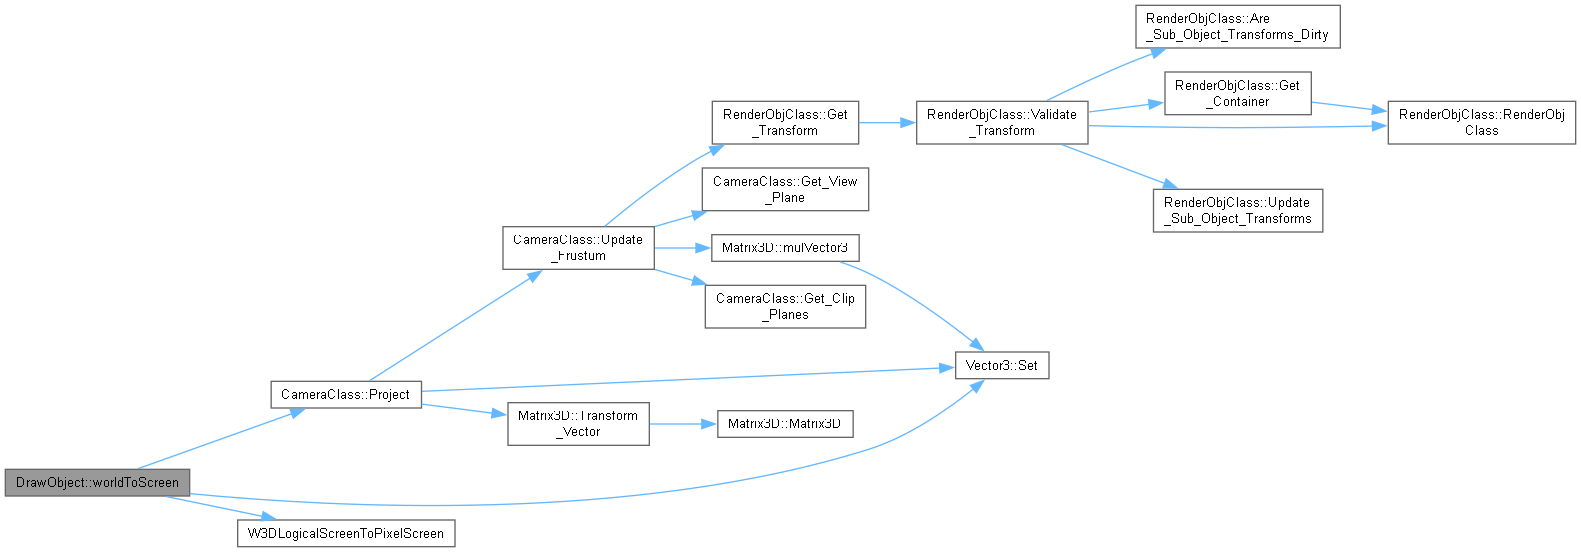 RenderObjClass::Are
_Sub_Object_Transforms_Dirty
RenderObjClass::Get
_Container
RenderObjClass::Get
_Transform
RenderObjClass::Validate
_Transform
RenderObjClass::RenderObj
Class
CameraClass::Get_View
_Plane
RenderObjClass::Update
_Sub_Object_Transforms
CameraClass::Update
_Frustum
Matrix3D::mulVector3
CameraClass::Get_Clip
_Planes
Vector3::Set
CameraClass::Project
Matrix3D::Transform
_Vector
Matrix3D::Matrix3D
DrawObject::worldToScreen
W3DLogicalScreenToPixelScreen